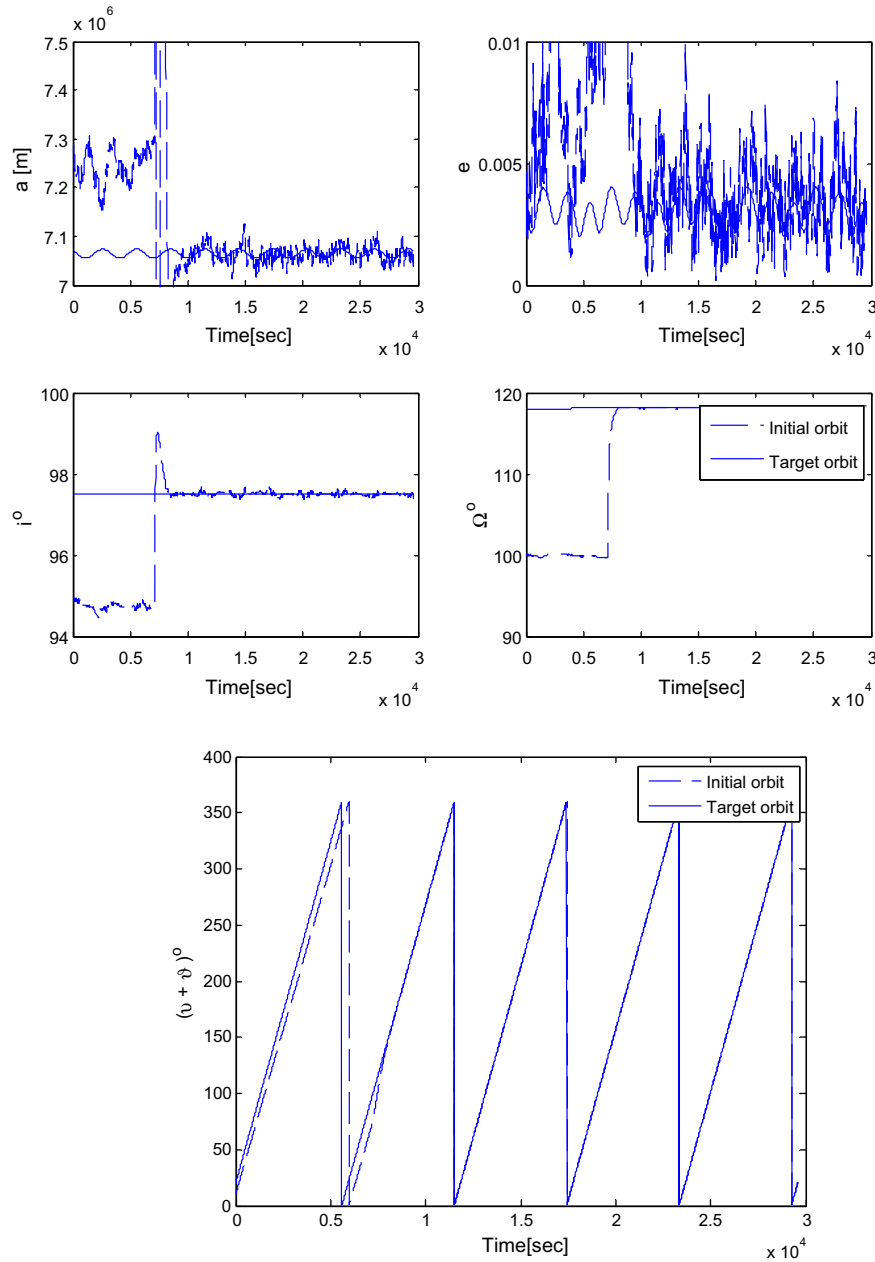 x 10^6
7.5
7.4
7.3
7.2
7.1
7
a [m]
0 0.5 1 1.5 2 2.5 3
Time[sec]
x 10^4
0.01
0.005
0
e
0 0.5 1 1.5 2 2.5 3
Time[sec]
x 10^4
100
98
96
94
i^o
0 0.5 1 1.5 2 2.5 3
Time[sec]
x 10^4
120
110
100
90
Ω^o
Initial orbit
Target orbit
0 0.5 1 1.5 2 2.5 3
Time[sec]
x 10^4
400
350
300
250
200
150
100
50
0
(υ + ϑ )^o
Initial orbit
Target orbit
0 0.5 1 1.5 2 2.5 3
Time[sec]
x 10^4